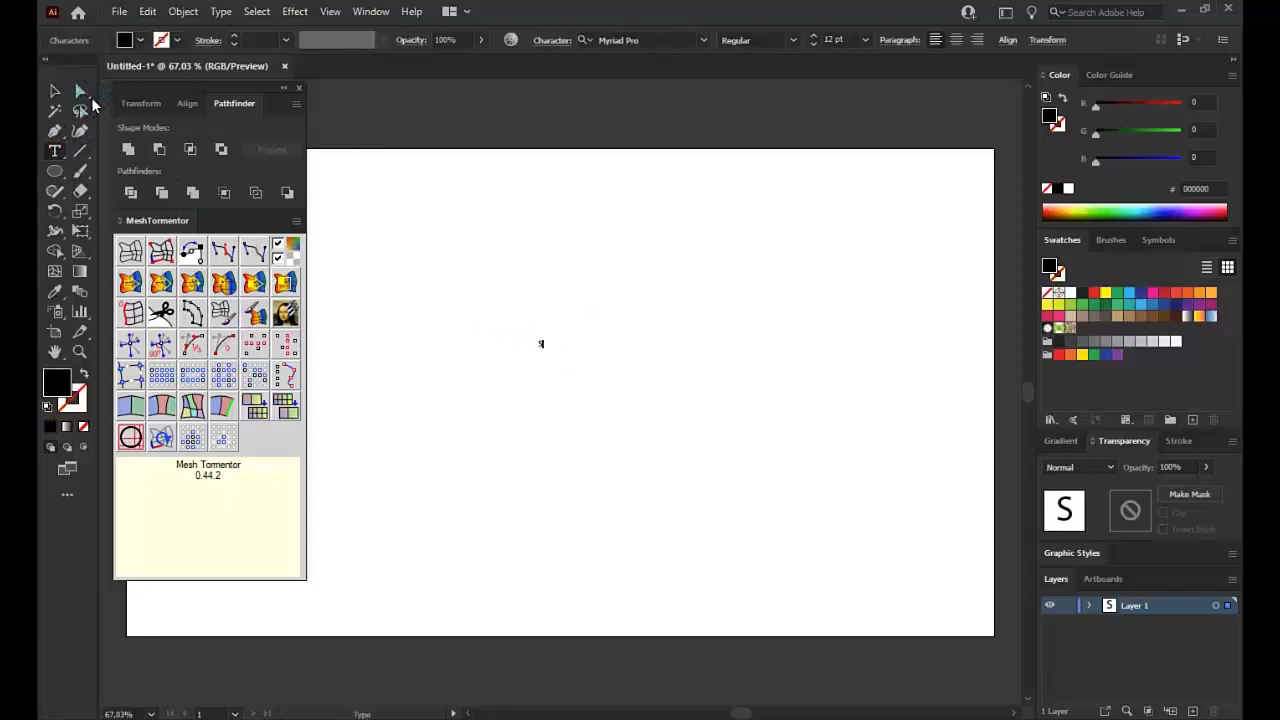 Ai File Edit Object Type Select Effect View Window Help Search Adobe Help
Characters Stroke: Opacity: 100% Character: Myriad Pro Regular 12 pt Paragraph: Align Transform
Untitled-1* @ 67,03 % (RGB/Preview)
Transform Align Pathfinder
Shape Modes:
Expand
Pathfinders:
MeshTormentor
Mesh Tormentor
0.44.2
s
Color Color Guide
R 0
G 0
B 0
# 000000
Swatches Brushes Symbols
Gradient Transparency Stroke
Normal Opacity: 100%
S
Make Mask
Clip
Invert Mask
Graphic Styles
Layers Artboards
S Layer 1
1 Layer
67,03% 1 Type